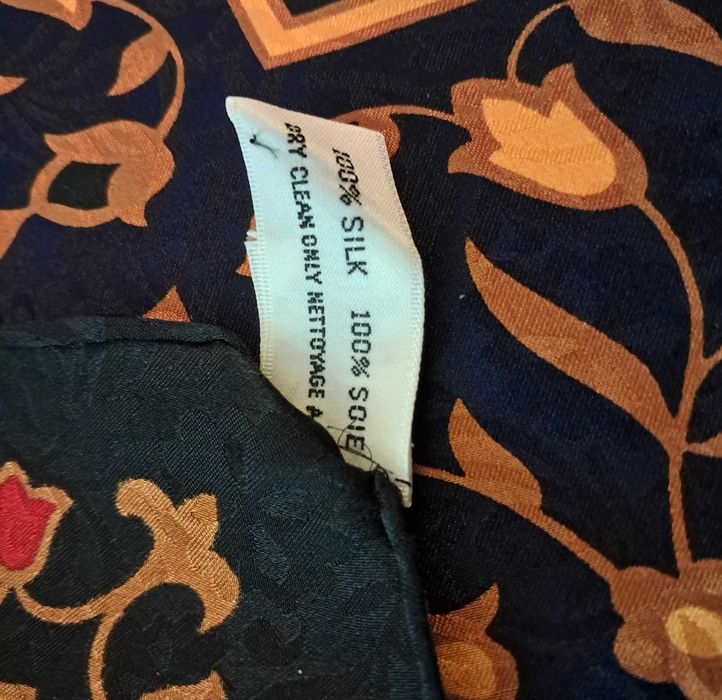 100% SILK 100% SOIE
DRY CLEAN ONLY NETTOYAGE A